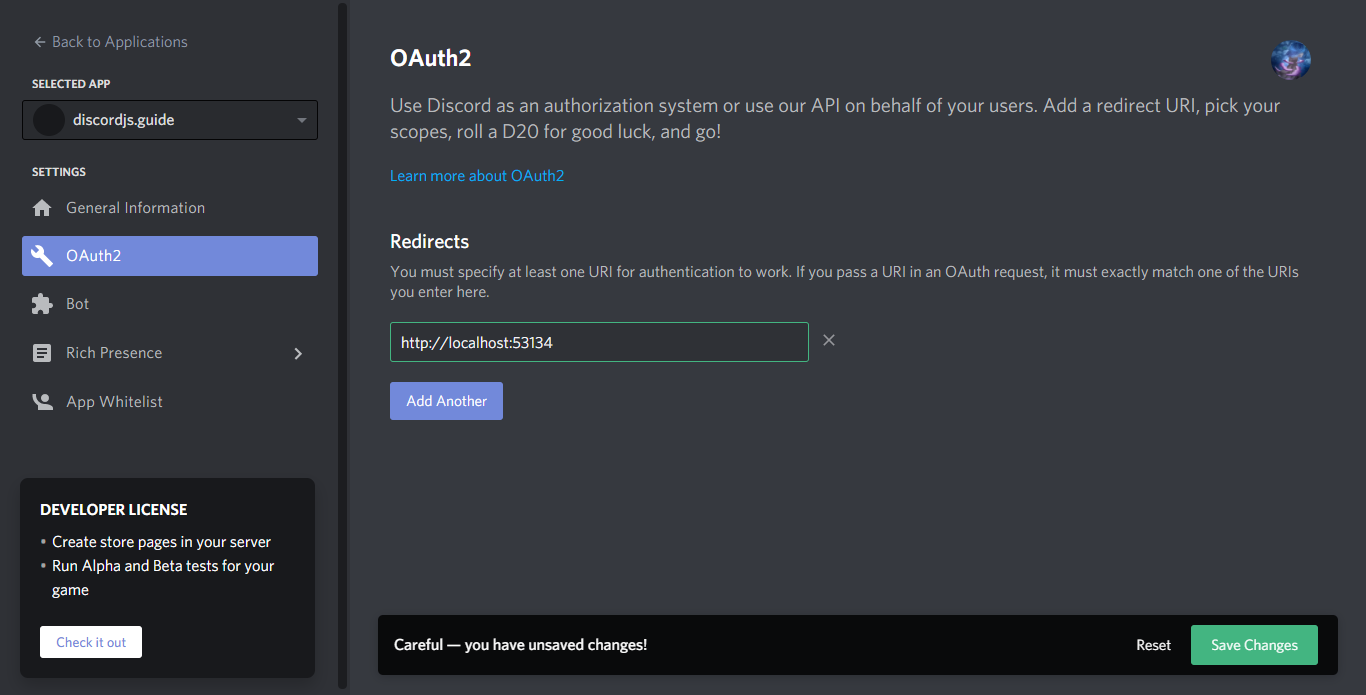 Back to Applications
SELECTED APP
discordjs.guide
SETTINGS
General Information
OAuth2
Bot
Rich Presence
App Whitelist
DEVELOPER LICENSE
• Create store pages in your server
• Run Alpha and Beta tests for your
game
Check it out
OAuth2
Use Discord as an authorization system or use our API on behalf of your users. Add a redirect URI, pick your
scopes, roll a D20 for good luck, and go!
Learn more about OAuth2
Redirects
You must specify at least one URI for authentication to work. If you pass a URI in an OAuth request, it must exactly match one of the URIs
you enter here.
http://localhost:53134
Add Another
Careful — you have unsaved changes!
Reset
Save Changes